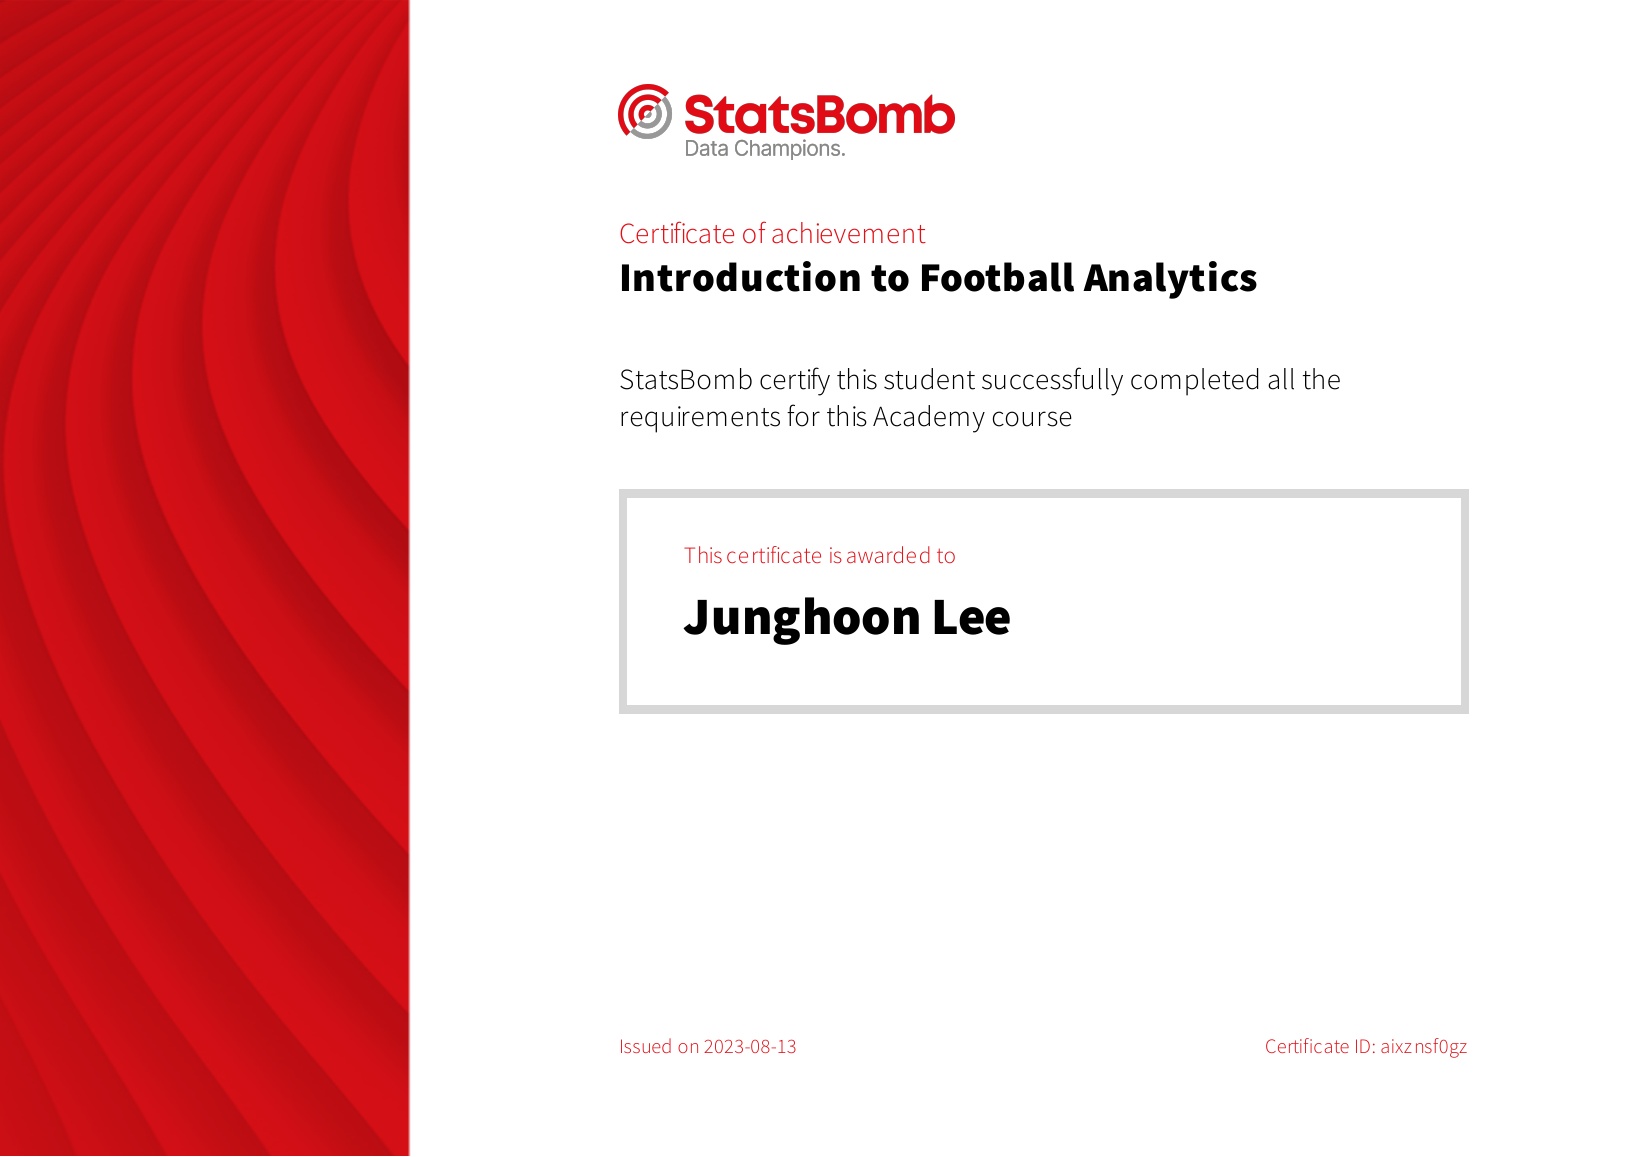 StatsBomb
Data Champions.
Certificate of achievement
Introduction to Football Analytics
StatsBomb certify this student successfully completed all the
requirements for this Academy course
This certificate is awarded to
Junghoon Lee
Issued on 2023-08-13
Certificate ID: aixznsf0gz